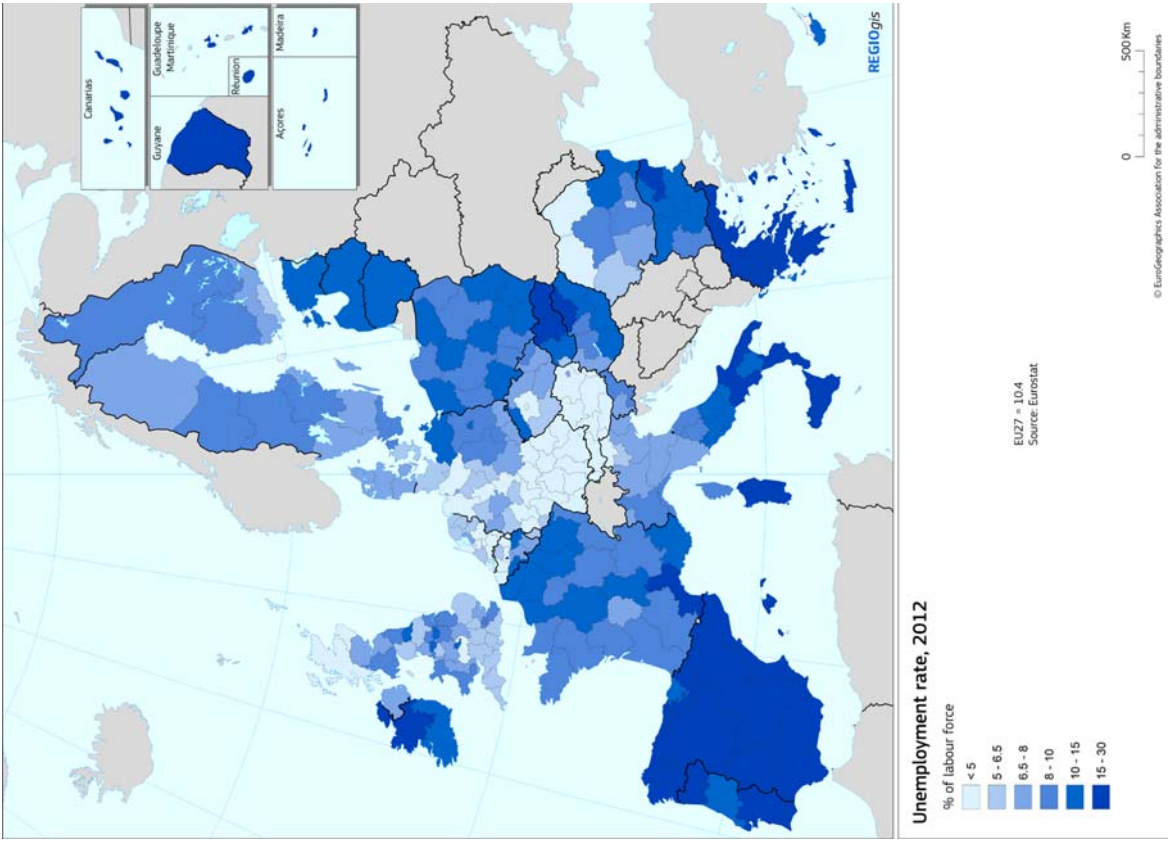 Canarias
Guyane
Guadeloupe
Martinique
Réunion
Açores
Madeira
REGIOgis
Unemployment rate, 2012
% of labour force
< 5
5 - 6.5
6.5 - 8
8 - 10
10 - 15
15 - 30
EU27 = 10.4
Source: Eurostat
0 500 Km
© EuroGeographics Association for the administrative boundaries